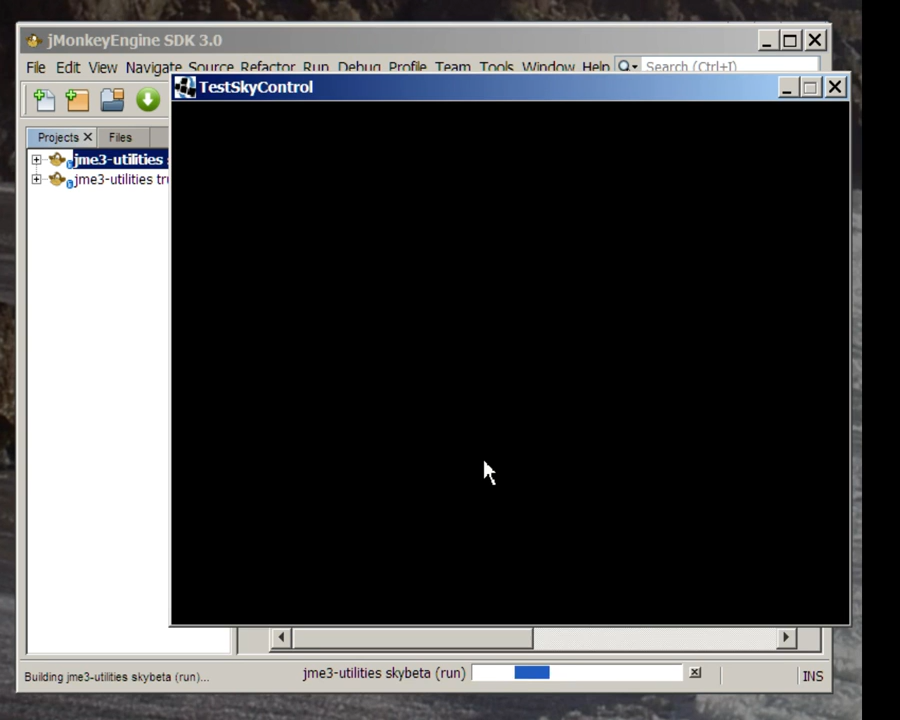 jMonkeyEngine SDK 3.0
File Edit View Navigate Source Refactor Run Debug Profile Team Tools Window Help Search (Ctrl+I)
TestSkyControl
Projects Files
jme3-utilities
jme3-utilities
Building jme3-utilities skybeta (run)... jme3-utilities skybeta (run) INS